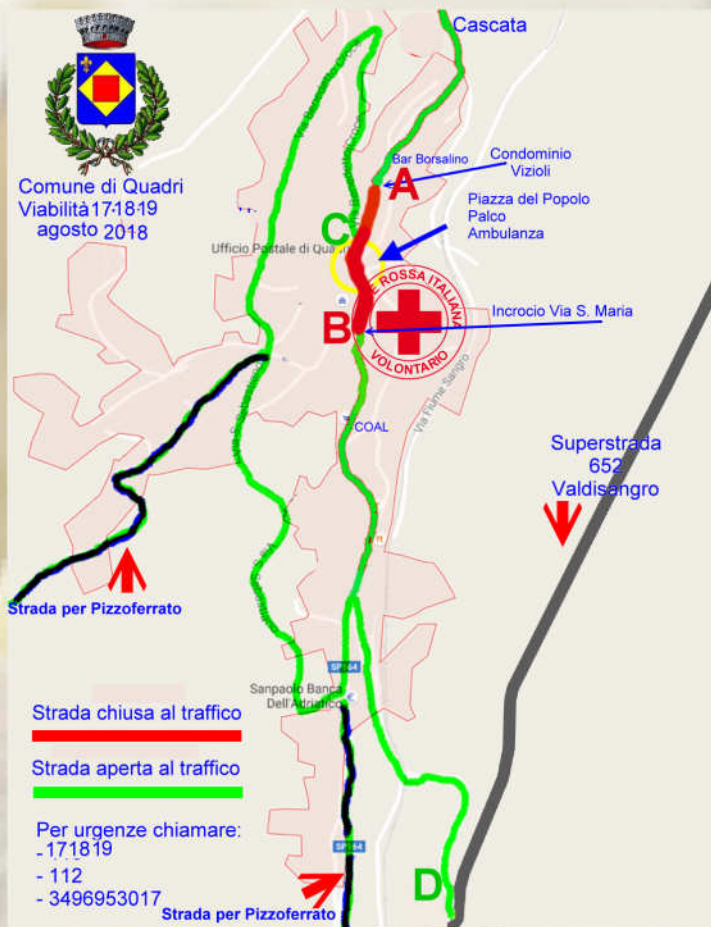 Cascata
Comune di Quadri
Viabilità 17-18-19
agosto 2018
Bar Borsalino
A
Condominio
Vizioli
Piazza del Popolo
Palco
Ambulanza
C
Ufficio Postale di Quadri
ROSSA ITALIANA
VOLONTARIO
B
Incrocio Via S. Maria
Via Fiume Sangro
COAL
Superstrada
652
Valdisangro
Strada per Pizzoferrato
Sanpaolo Banca
Dell'Adriatico
Strada chiusa al traffico
Strada aperta al traffico
Per urgenze chiamare:
- 171819
- 112
- 3496953017
D
Strada per Pizzoferrato